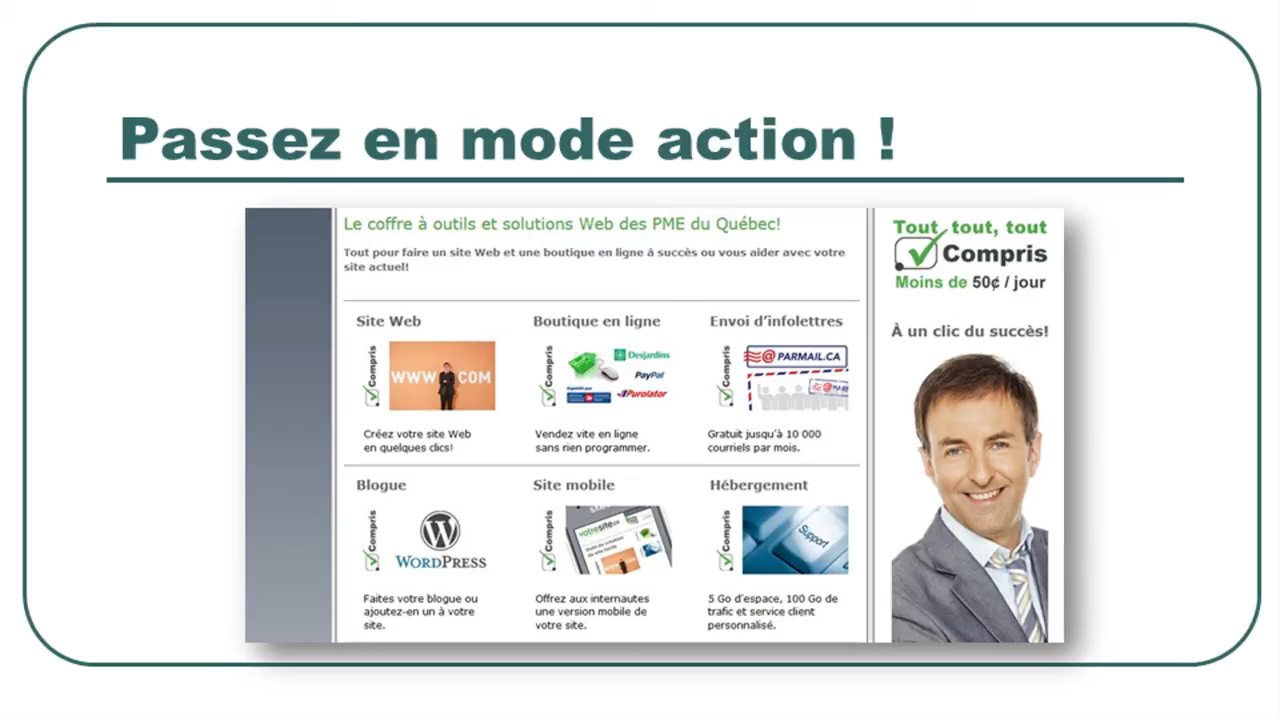 Passez en mode action !
Le coffre à outils et solutions Web des PME du Québec!
Tout pour faire un site Web et une boutique en ligne à succès ou vous aider avec votre
site actuel!
Site Web
Compris
WWW.COM
Créez votre site Web
en quelques clics!
Boutique en ligne
Compris
Desjardins
PayPal
Purolator
Vendez vite en ligne
sans rien programmer.
Envoi d'infolettres
Compris
@PARMAIL.CA
Gratuit jusqu'à 10 000
courriels par mois.
Blogue
Compris
WORDPRESS
Faites votre blogue ou
ajoutez-en un à votre
site.
Site mobile
Compris
votresite
Offrez aux internautes
une version mobile de
votre site.
Hébergement
Compris
Support
5 Go d'espace, 100 Go de
trafic et service client
personnalisé.
Tout, tout, tout
Compris
Moins de 50¢ / jour
À un clic du succès!